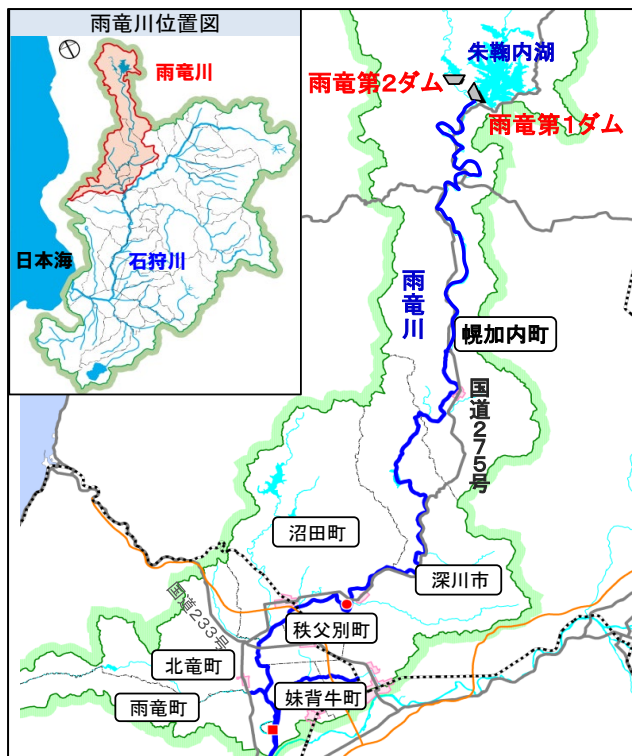 雨竜川位置図
雨竜川
日本海
石狩川
朱鞠内湖
雨竜第2ダム
雨竜第1ダム
雨竜川
幌加内町
国道275号
沼田町
深川市
国道233号
秩父別町
北竜町
妹背牛町
雨竜町